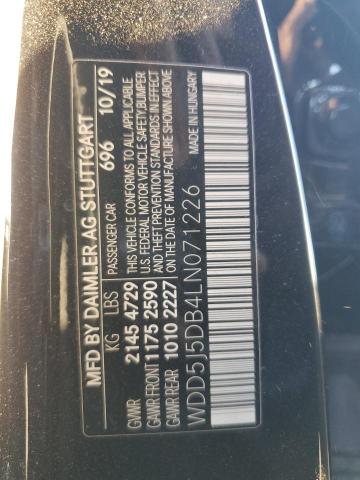 MFD BY DAIMLER AG STUTTGART
PASSENGER CAR 696 10/19
KG LBS
GVWR 2145 4729
GAWR FRONT 1175 2590
GAWR REAR 1010 2227
THIS VEHICLE CONFORMS TO ALL APPLICABLE
U.S. FEDERAL MOTOR VEHICLE SAFETY, BUMPER,
AND THEFT PREVENTION STANDARDS IN EFFECT
ON THE DATE OF MANUFACTURE SHOWN ABOVE
WDD5J5DB4LN071226
MADE IN HUNGARY